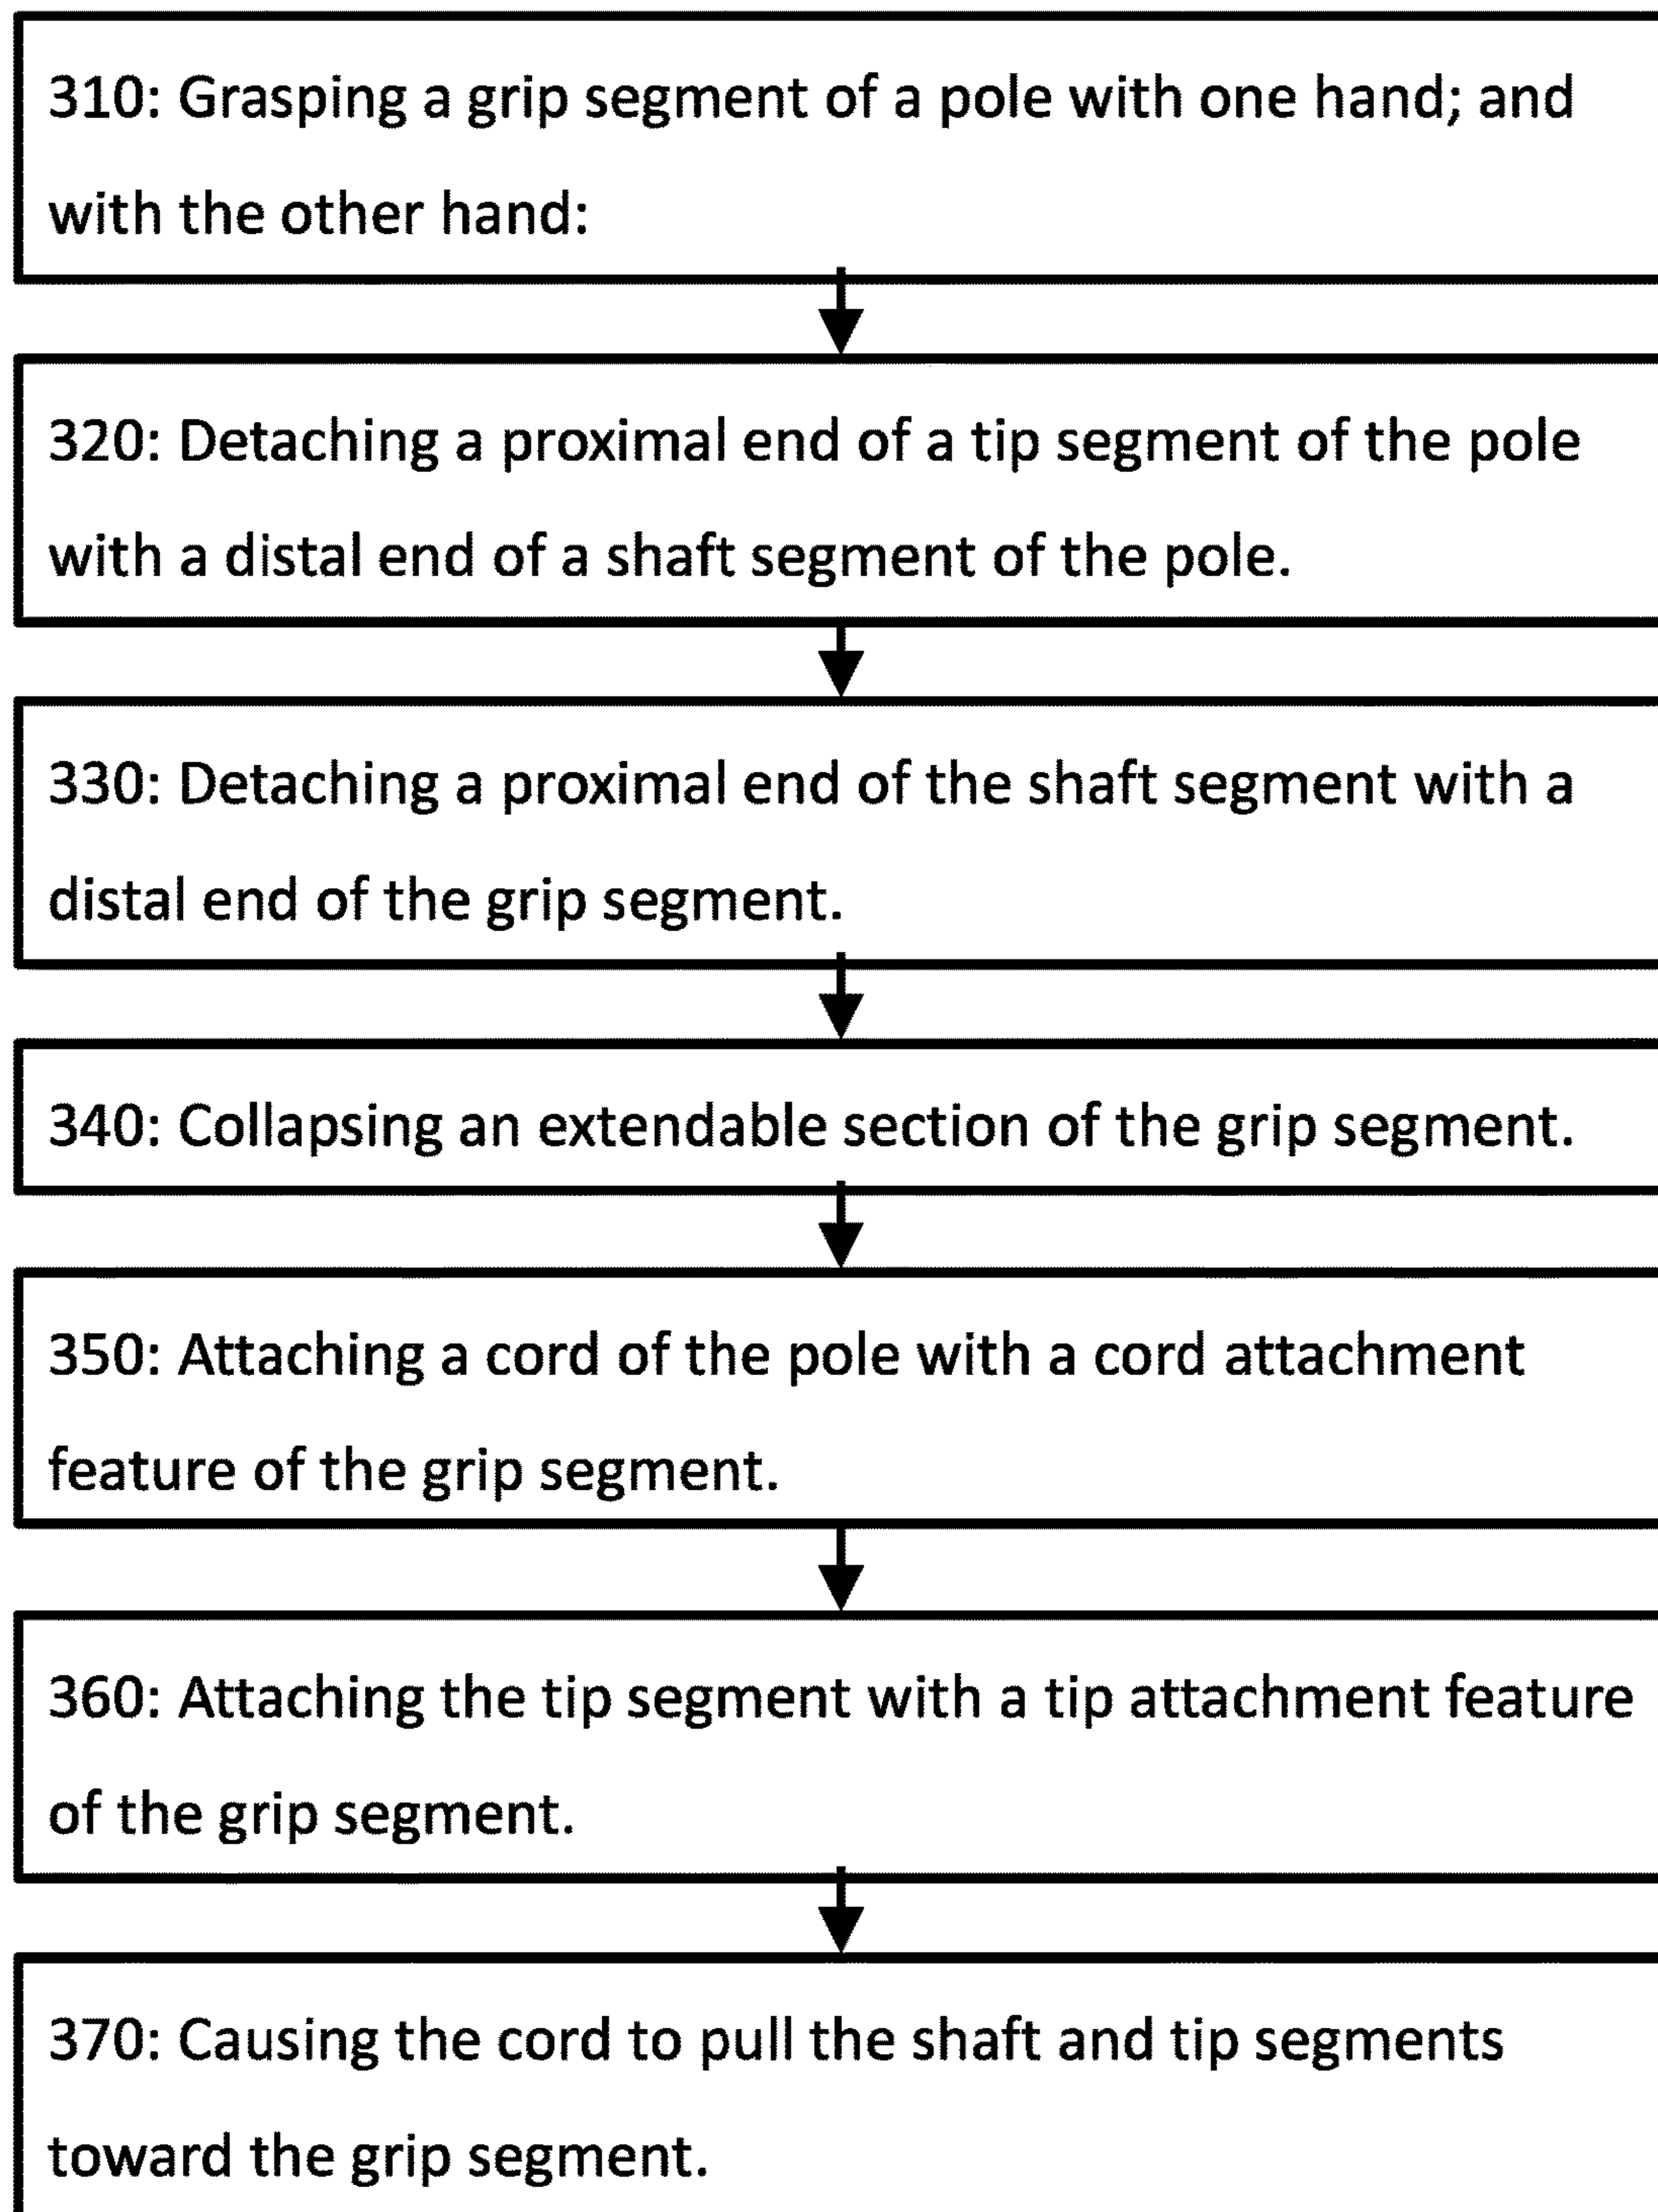 310: Grasping a grip segment of a pole with one hand; and
with the other hand:
320: Detaching a proximal end of a tip segment of the pole
with a distal end of a shaft segment of the pole.
330: Detaching a proximal end of the shaft segment with a
distal end of the grip segment.
340: Collapsing an extendable section of the grip segment.
350: Attaching a cord of the pole with a cord attachment
feature of the grip segment.
360: Attaching the tip segment with a tip attachment feature
of the grip segment.
370: Causing the cord to pull the shaft and tip segments
toward the grip segment.